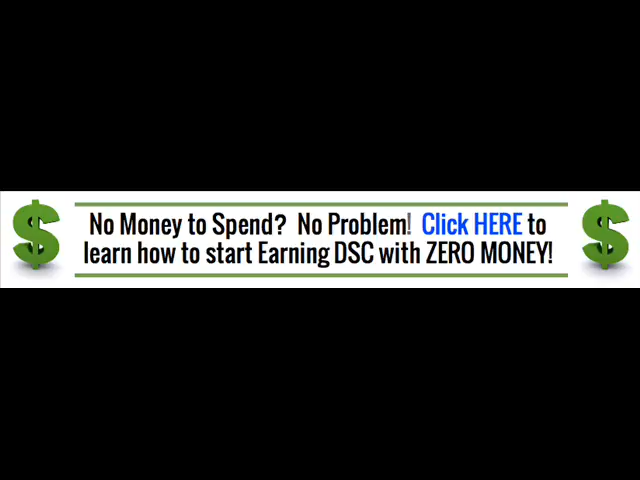 No Money to Spend? No Problem! Click HERE to
learn how to start Earning DSC with ZERO MONEY!